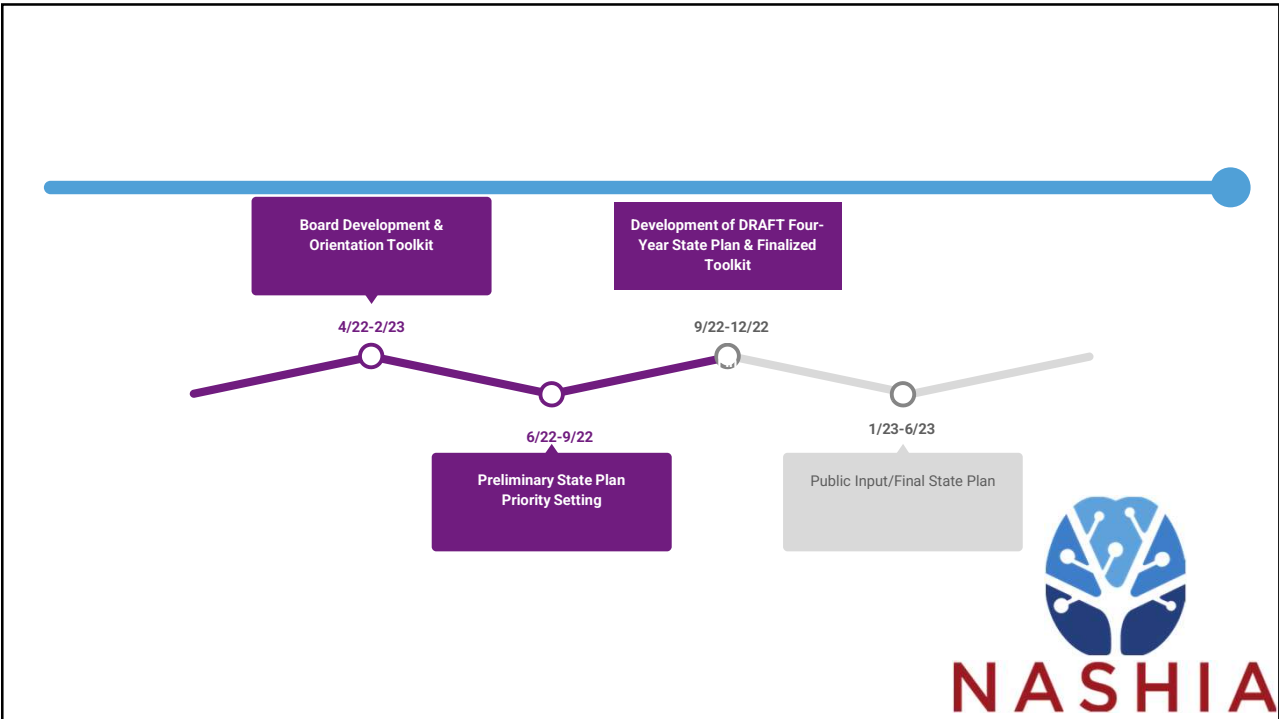 Board Development &
Orientation Toolkit
Development of DRAFT Four-
Year State Plan & Finalized
Toolkit
4/22-2/23
9/22-12/22
6/22-9/22
1/23-6/23
Preliminary State Plan
Priority Setting
Public Input/Final State Plan
NASHIA